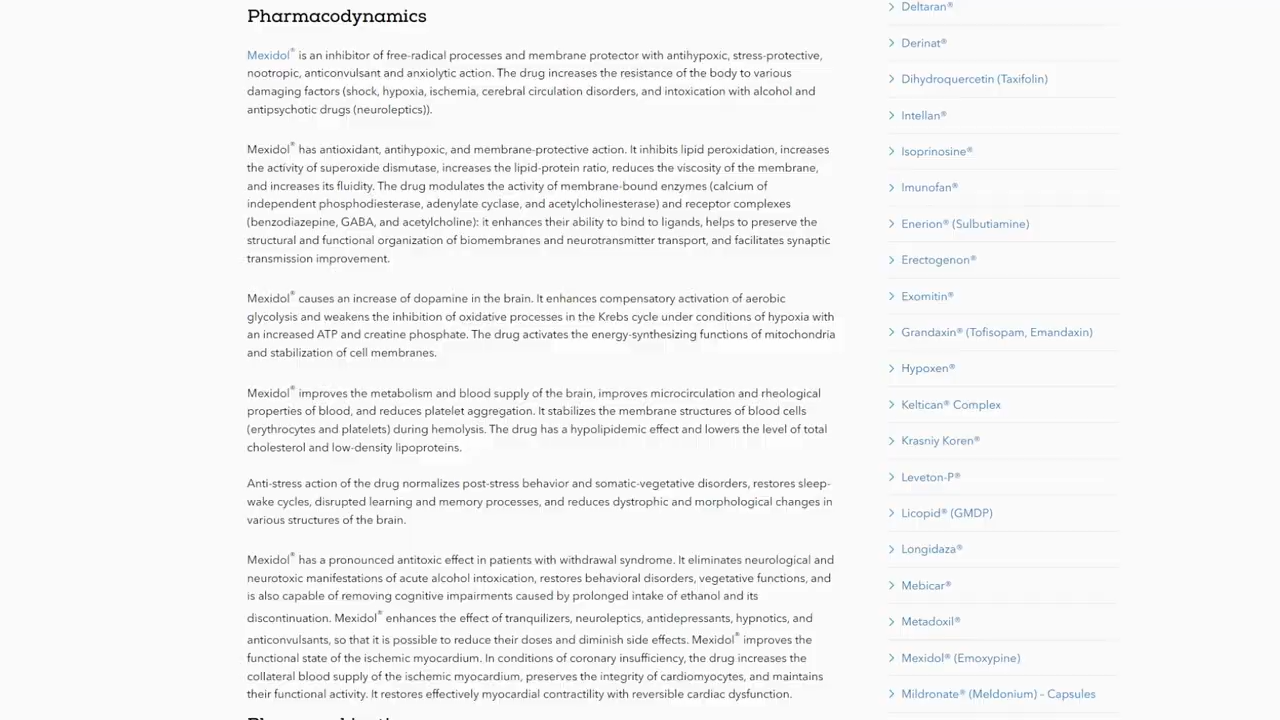 Pharmacodynamics
Mexidol® is an inhibitor of free-radical processes and membrane protector with antihypoxic, stress-protective,
nootropic, anticonvulsant and anxiolytic action. The drug increases the resistance of the body to various
damaging factors (shock, hypoxia, ischemia, cerebral circulation disorders, and intoxication with alcohol and
antipsychotic drugs (neuroleptics)).
Mexidol® has antioxidant, antihypoxic, and membrane-protective action. It inhibits lipid peroxidation, increases
the activity of superoxide dismutase, increases the lipid-protein ratio, reduces the viscosity of the membrane,
and increases its fluidity. The drug modulates the activity of membrane-bound enzymes (calcium of
independent phosphodiesterase, adenylate cyclase, and acetylcholinesterase) and receptor complexes
(benzodiazepine, GABA, and acetylcholine): it enhances their ability to bind to ligands, helps to preserve the
structural and functional organization of biomembranes and neurotransmitter transport, and facilitates synaptic
transmission improvement.
Mexidol® causes an increase of dopamine in the brain. It enhances compensatory activation of aerobic
glycolysis and weakens the inhibition of oxidative processes in the Krebs cycle under conditions of hypoxia with
an increased ATP and creatine phosphate. The drug activates the energy-synthesizing functions of mitochondria
and stabilization of cell membranes.
Mexidol® improves the metabolism and blood supply of the brain, improves microcirculation and rheological
properties of blood, and reduces platelet aggregation. It stabilizes the membrane structures of blood cells
(erythrocytes and platelets) during hemolysis. The drug has a hypolipidemic effect and lowers the level of total
cholesterol and low-density lipoproteins.
Anti-stress action of the drug normalizes post-stress behavior and somatic-vegetative disorders, restores sleep-
wake cycles, disrupted learning and memory processes, and reduces dystrophic and morphological changes in
various structures of the brain.
Mexidol® has a pronounced antitoxic effect in patients with withdrawal syndrome. It eliminates neurological and
neurotoxic manifestations of acute alcohol intoxication, restores behavioral disorders, vegetative functions, and
is also capable of removing cognitive impairments caused by prolonged intake of ethanol and its
discontinuation. Mexidol® enhances the effect of tranquilizers, neuroleptics, antidepressants, hypnotics, and
anticonvulsants, so that it is possible to reduce their doses and diminish side effects. Mexidol® improves the
functional state of the ischemic myocardium. In conditions of coronary insufficiency, the drug increases the
collateral blood supply of the ischemic myocardium, preserves the integrity of cardiomyocytes, and maintains
their functional activity. It restores effectively myocardial contractility with reversible cardiac dysfunction.
Deltaran®
Derinat®
Dihydroquercetin (Taxifolin)
Intellan®
Isoprinosine®
Imunofan®
Enerion® (Sulbutiamine)
Erectogenon®
Exomitin®
Grandaxin® (Tofisopam, Emandaxin)
Hypoxen®
Keltican® Complex
Krasniy Koren®
Leveton-P®
Licopid® (GMDP)
Longidaza®
Mebicar®
Metadoxil®
Mexidol® (Emoxypine)
Mildronate® (Meldonium) – Capsules